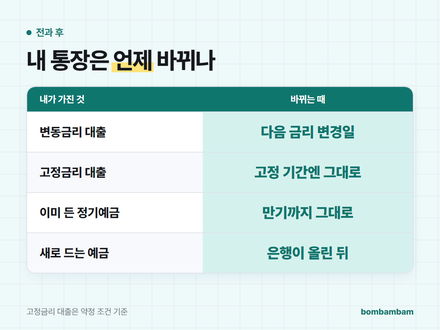 전과 후
내 통장은 언제 바뀌나
내가 가진 것 바뀌는 때
변동금리 대출 다음 금리 변경일
고정금리 대출 고정 기간엔 그대로
이미 든 정기예금 만기까지 그대로
새로 드는 예금 은행이 올린 뒤
고정금리 대출은 약정 조건 기준
bombambam